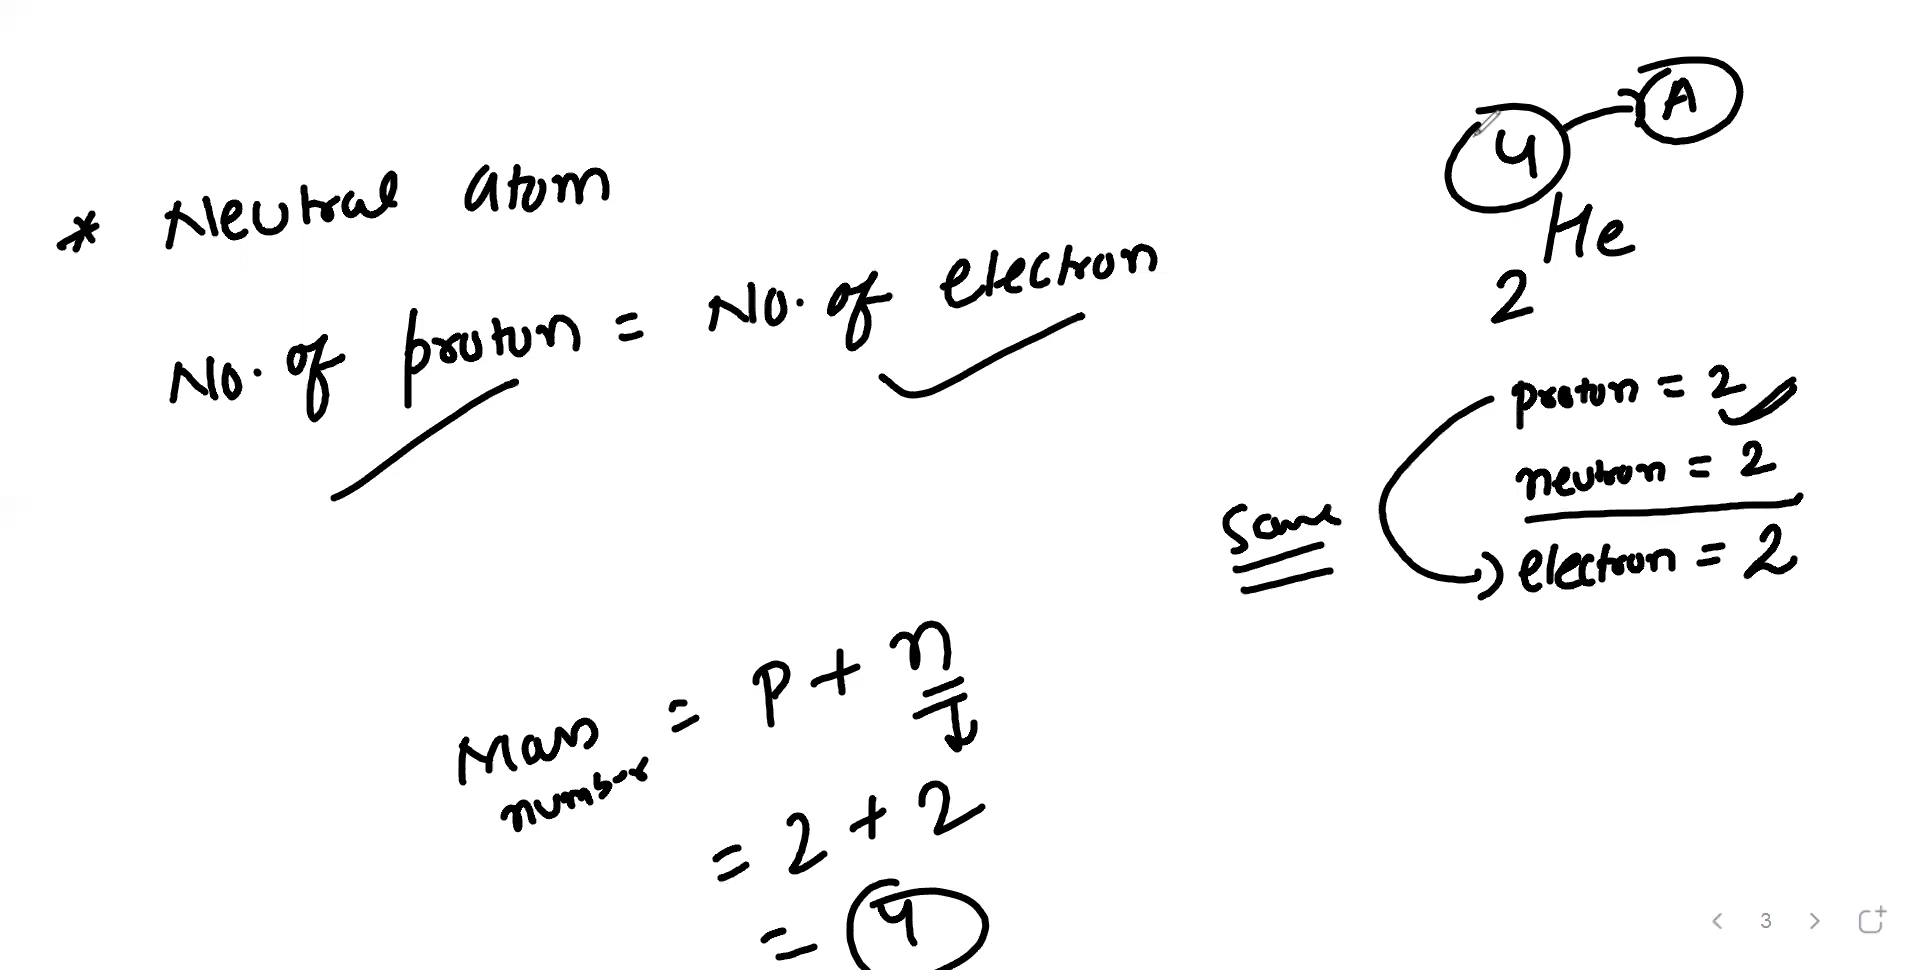 * Neutral atom
No. of proton = No. of electron
4 A
He
2
proton = 2
neutron = 2
Same electron = 2
Mass number = P + n
= 2 + 2
= 4
3